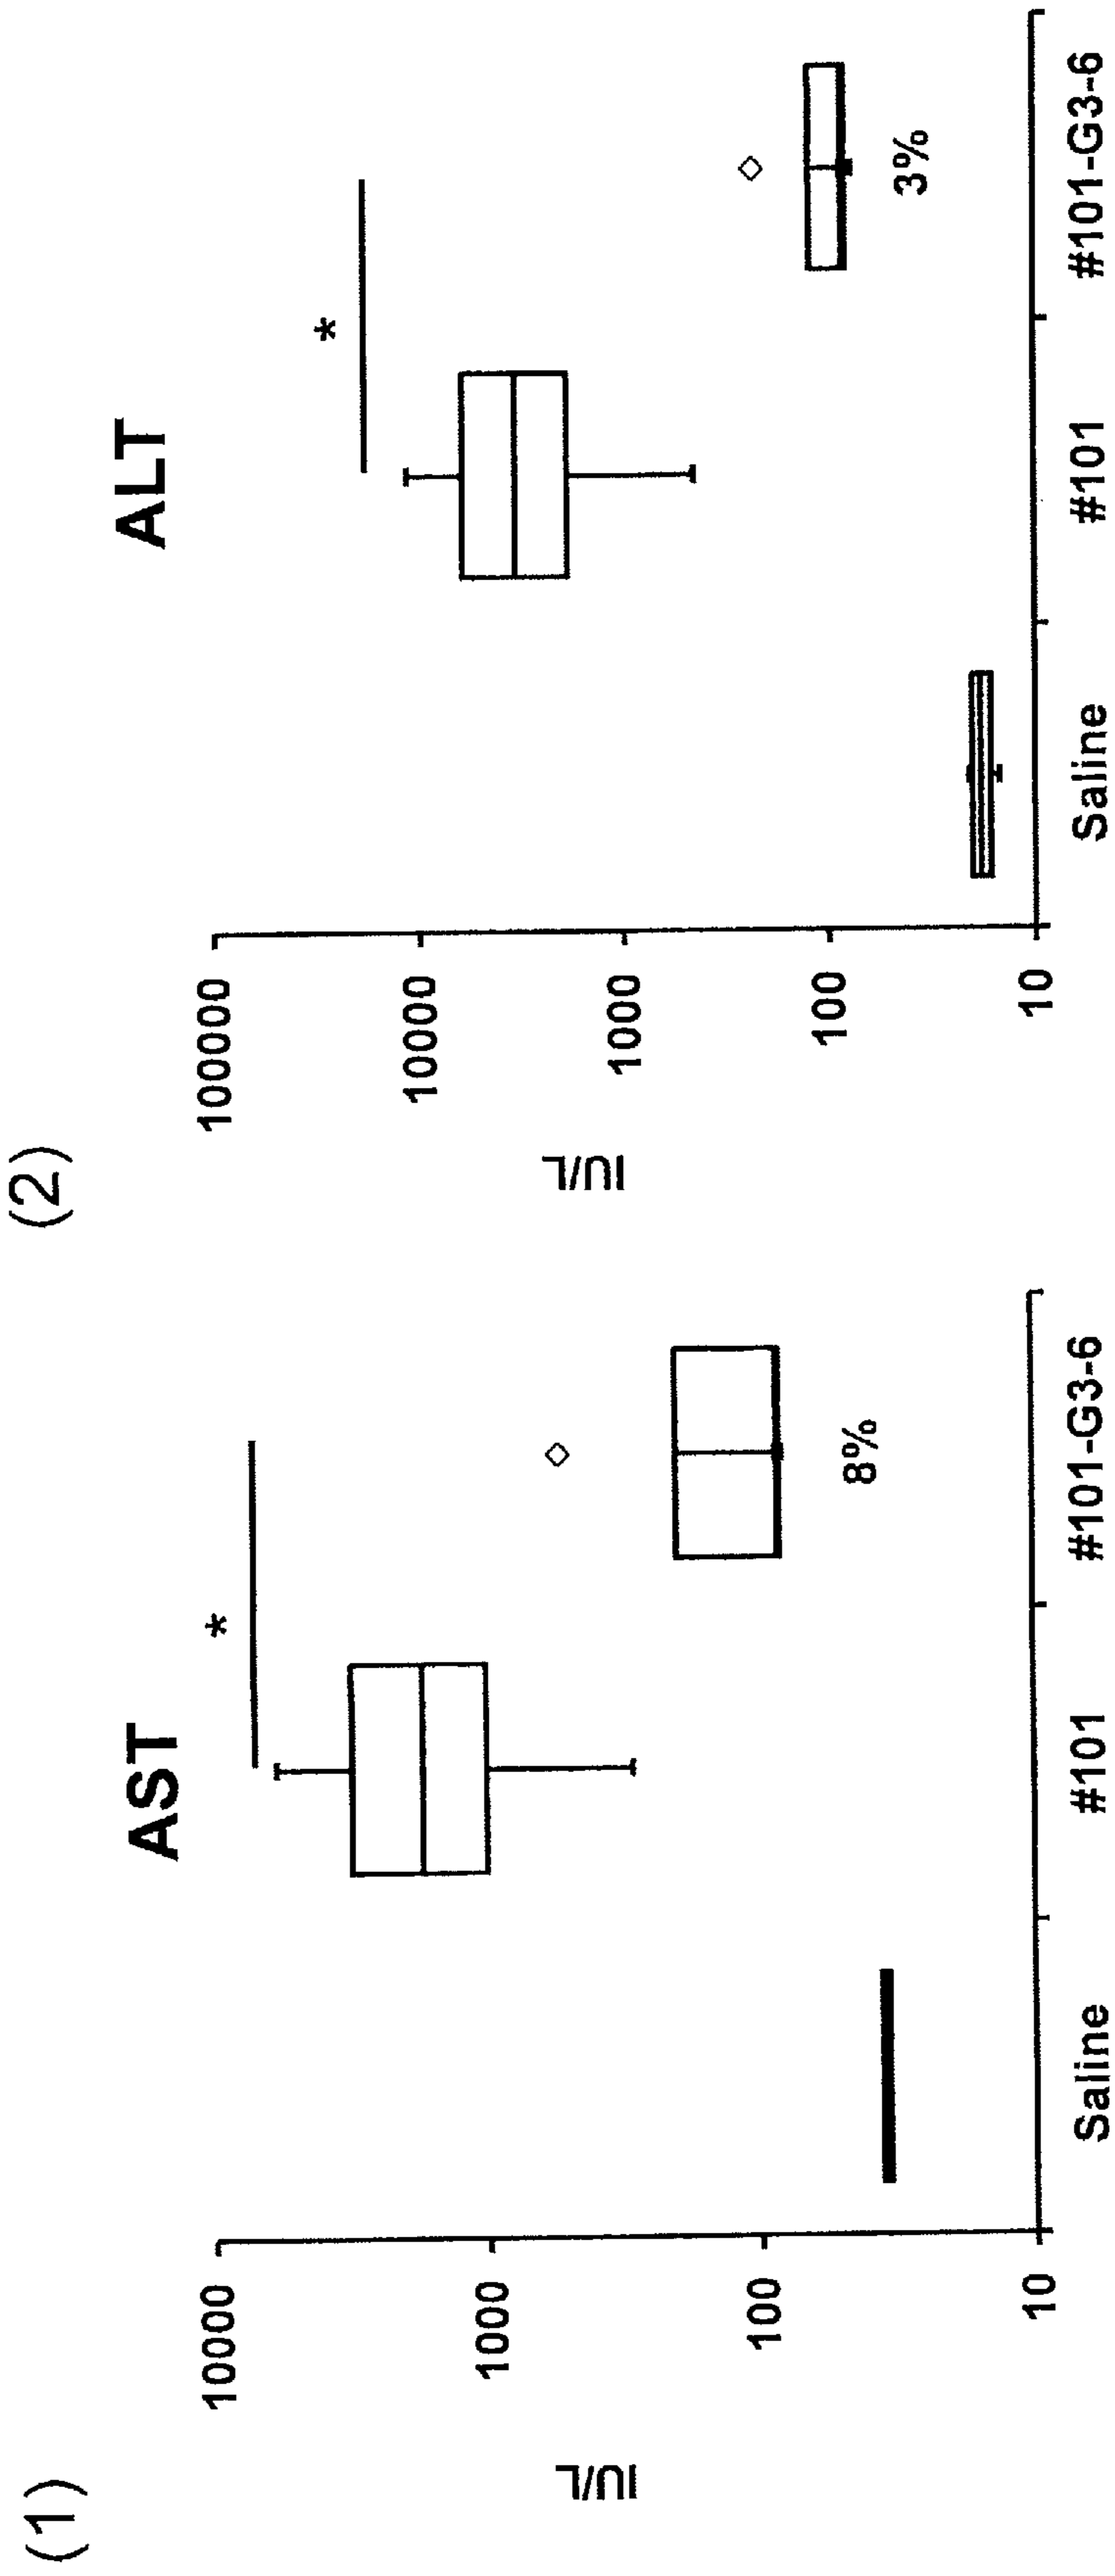 (1)
AST
*
10000
1000
100
10
IU/L
8%
Saline
#101
#101-G3-6
(2)
ALT
*
100000
10000
1000
100
10
IU/L
3%
Saline
#101
#101-G3-6